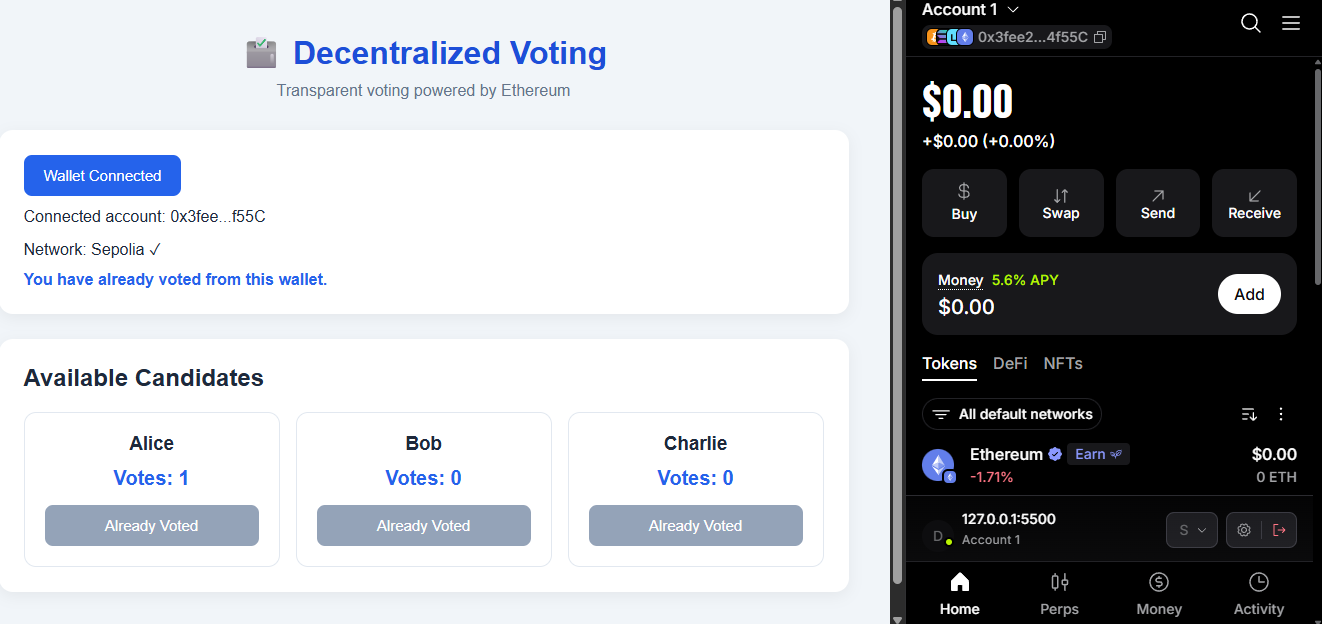 Decentralized Voting
Transparent voting powered by Ethereum
Wallet Connected
Connected account: 0x3fee...f55C
Network: Sepolia ✓
You have already voted from this wallet.
Available Candidates
Alice
Votes: 1
Already Voted
Bob
Votes: 0
Already Voted
Charlie
Votes: 0
Already Voted
Account 1
0x3fee2...4f55C
$0.00
+$0.00 (+0.00%)
$
Buy
Swap
Send
Receive
Money 5.6% APY
$0.00
Add
Tokens DeFi NFTs
All default networks
Ethereum Earn $0.00
-1.71% 0 ETH
D
127.0.0.1:5500
Account 1
S
Home Perps Money Activity